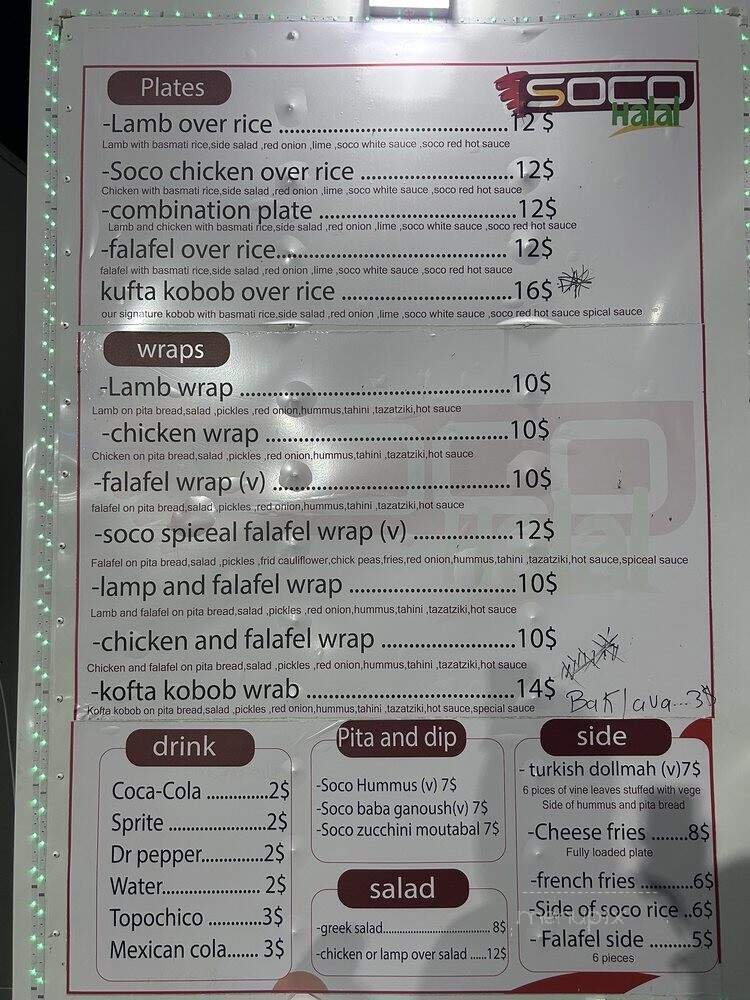 SOCO
Halal
Plates
-Lamb over rice ....................................12 $
Lamb with basmati rice,side salad ,red onion ,lime ,soco white sauce ,soco red hot sauce
-Soco chicken over rice ........................12$
Chicken with basmati rice,side salad ,red onion ,lime ,soco white sauce ,soco red hot sauce
-combination plate ...............................12$
Lamb and chicken with basmati rice,side salad ,red onion ,lime ,soco white sauce ,soco red hot sauce
-falafel over rice.................................... 12$
falafel with basmati rice,side salad ,red onion ,lime ,soco white sauce ,soco red hot sauce
kufta kobob over rice ...........................16$
our signature kobob with basmati rice,side salad ,red onion ,lime ,soco white sauce ,soco red hot sauce spical sauce
wraps
-Lamb wrap ...........................................10$
Lamb on pita bread,salad ,pickles ,red onion,hummus,tahini ,tazatziki,hot sauce
-chicken wrap .......................................10$
Chicken on pita bread,salad ,pickles ,red onion,hummus,tahini ,tazatziki,hot sauce
-falafel wrap (v) .....................................10$
falafel on pita bread,salad ,pickles ,red onion,hummus,tahini ,tazatziki,hot sauce
-soco spiceal falafel wrap (v) ................12$
Falafel on pita bread,salad ,pickles ,frid cauliflower,chick peas,fries,red onion,hummus,tahini ,tazatziki,hot sauce,spiceal sauce
-lamp and falafel wrap ..........................10$
Lamb and falafel on pita bread,salad ,pickles ,red onion,hummus,tahini ,tazatziki,hot sauce
-chicken and falafel wrap .....................10$
Chicken and falafel on pita bread,salad ,pickles ,red onion,hummus,tahini ,tazatziki,hot sauce
-kofta kobob wrab .................................14$
Kofta kobob on pita bread,salad ,pickles ,red onion,hummus,tahini ,tazatziki,hot sauce,special sauce
Baklava...3$
drink
Coca-Cola .............2$
Sprite .....................2$
Dr pepper.............2$
Water..................... 2$
Topochico ............3$
Mexican cola....... 3$
Pita and dip
-Soco Hummus (v) 7$
-Soco baba ganoush(v) 7$
-Soco zucchini moutabal 7$
salad
-greek salad.................................. 8$
-chicken or lamp over salad ......12$
side
- turkish dollmah (v)7$
6 pices of vine leaves stuffed with vege
Side of hummus and pita bread
-Cheese fries ........8$
Fully loaded plate
-french fries ...........6$
-Side of soco rice ..6$
- Falafel side .........5$
6 pieces
menupix